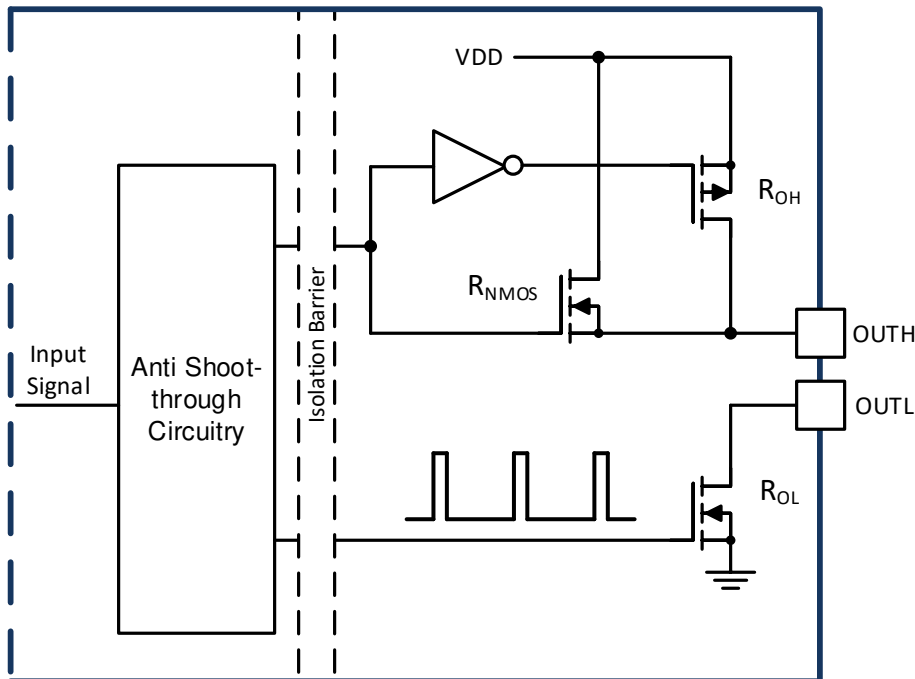 VDD
R_OH
R_NMOS
Isolation Barrier
Input
Signal
Anti Shoot-
through
Circuitry
OUTH
OUTL
R_OL